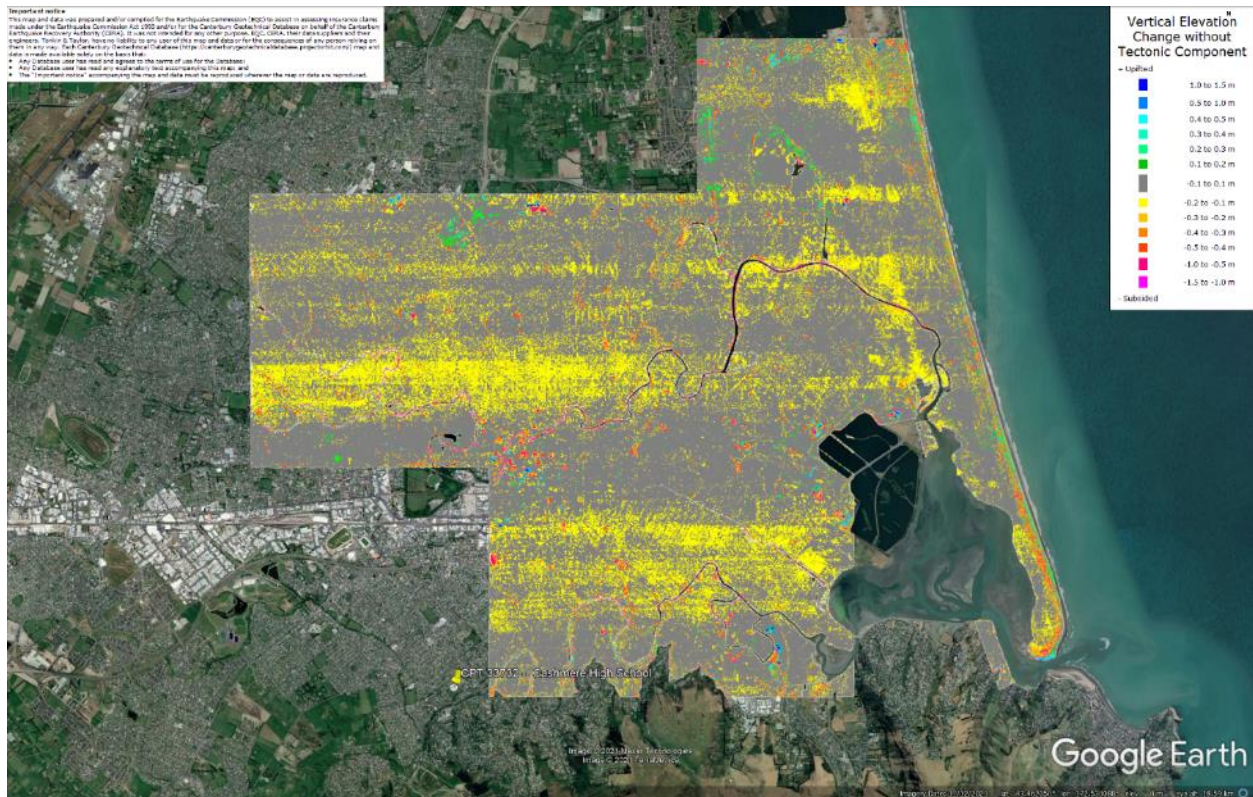 Important notice
This map and data was prepared and/or compiled for the Earthquake Commission (EQC) to assist in assessing insurance claims
made under the Earthquake Commission Act 1993 and/or for the Canterbury Geotechnical Database on behalf of the Canterbury
Earthquake Recovery Authority (CERA). It was not intended for any other purpose. EQC, CERA, their data suppliers and their
engineers, Tonkin & Taylor, have no liability to any user of this map and data or for the consequences of any person relying on
them in any way. Each Canterbury Geotechnical Database (https://canterburygeotechnicaldatabase.projectorbit.com/) map and
data is made available solely on the basis that:
• Any Database user has read and agrees to the terms of use for the Database;
• Any Database user has read any explanatory text accompanying this map; and
• The "Important notice" accompanying the map and data must be reproduced wherever the map or data are reproduced.
N
Vertical Elevation
Change without
Tectonic Component
+ Uplifted
1.0 to 1.5 m
0.5 to 1.0 m
0.4 to 0.5 m
0.3 to 0.4 m
0.2 to 0.3 m
0.1 to 0.2 m
-0.1 to 0.1 m
-0.2 to -0.1 m
-0.3 to -0.2 m
-0.4 to -0.3 m
-0.5 to -0.4 m
-1.0 to -0.5 m
-1.5 to -1.0 m
- Subsided
CPT 33732 - Cashmere High School
Image © 2021 Maxar Technologies
Image © 2021 TerraMetrics
Google Earth
Imagery Date: